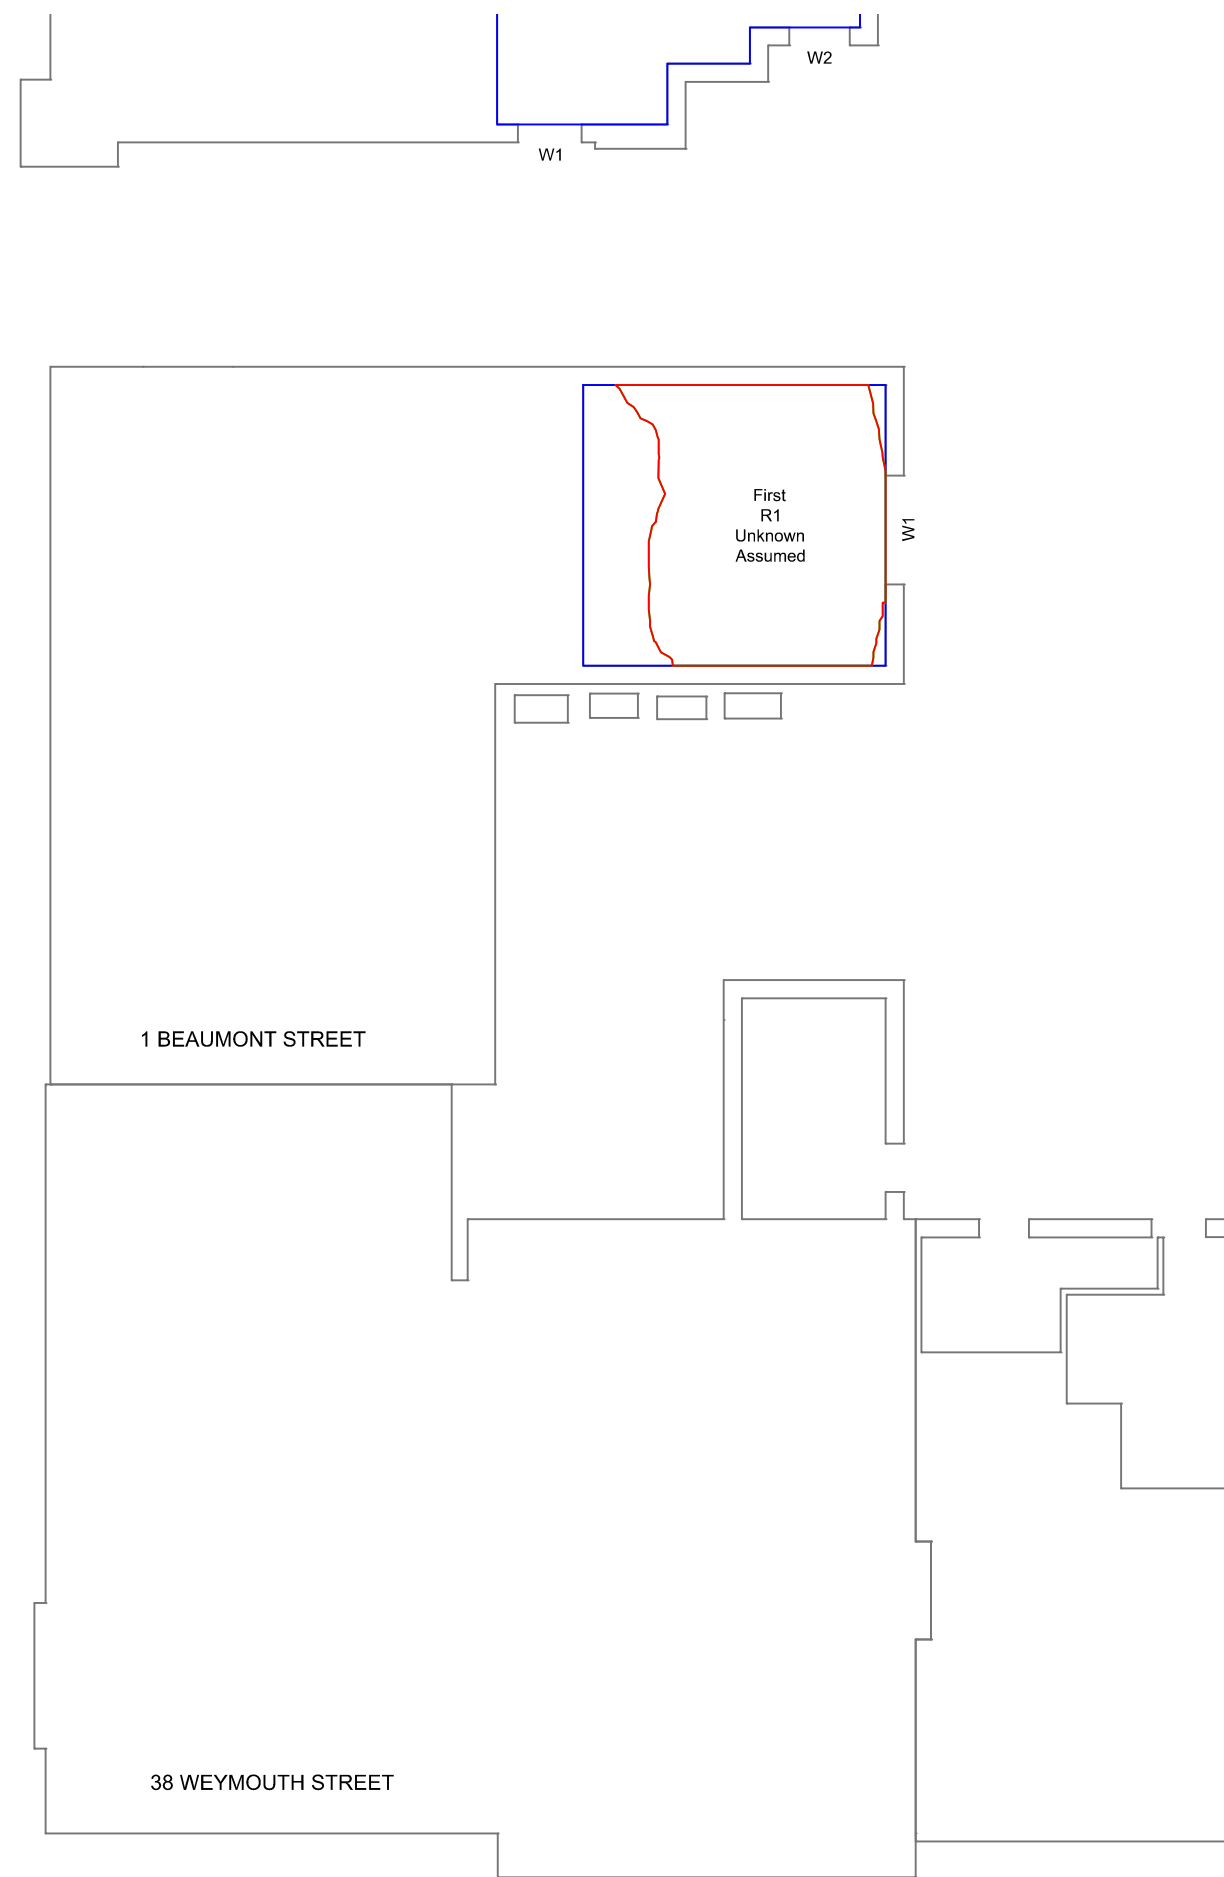 W2
W1
First
R1
Unknown
Assumed
W1
1 BEAUMONT STREET
38 WEYMOUTH STREET